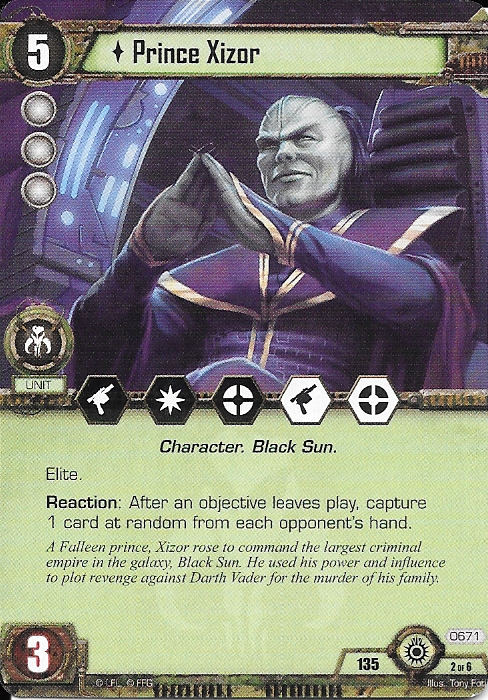 5
Prince Xizor
UNIT
Character. Black Sun.
Elite.
Reaction: After an objective leaves play, capture
1 card at random from each opponent's hand.
A Falleen prince, Xizor rose to command the largest criminal
empire in the galaxy, Black Sun. He used his power and influence
to plot revenge against Darth Vader for the murder of his family.
0671
3
135
2 OF 6
© LFL © FFG
Illus. Tony Foti